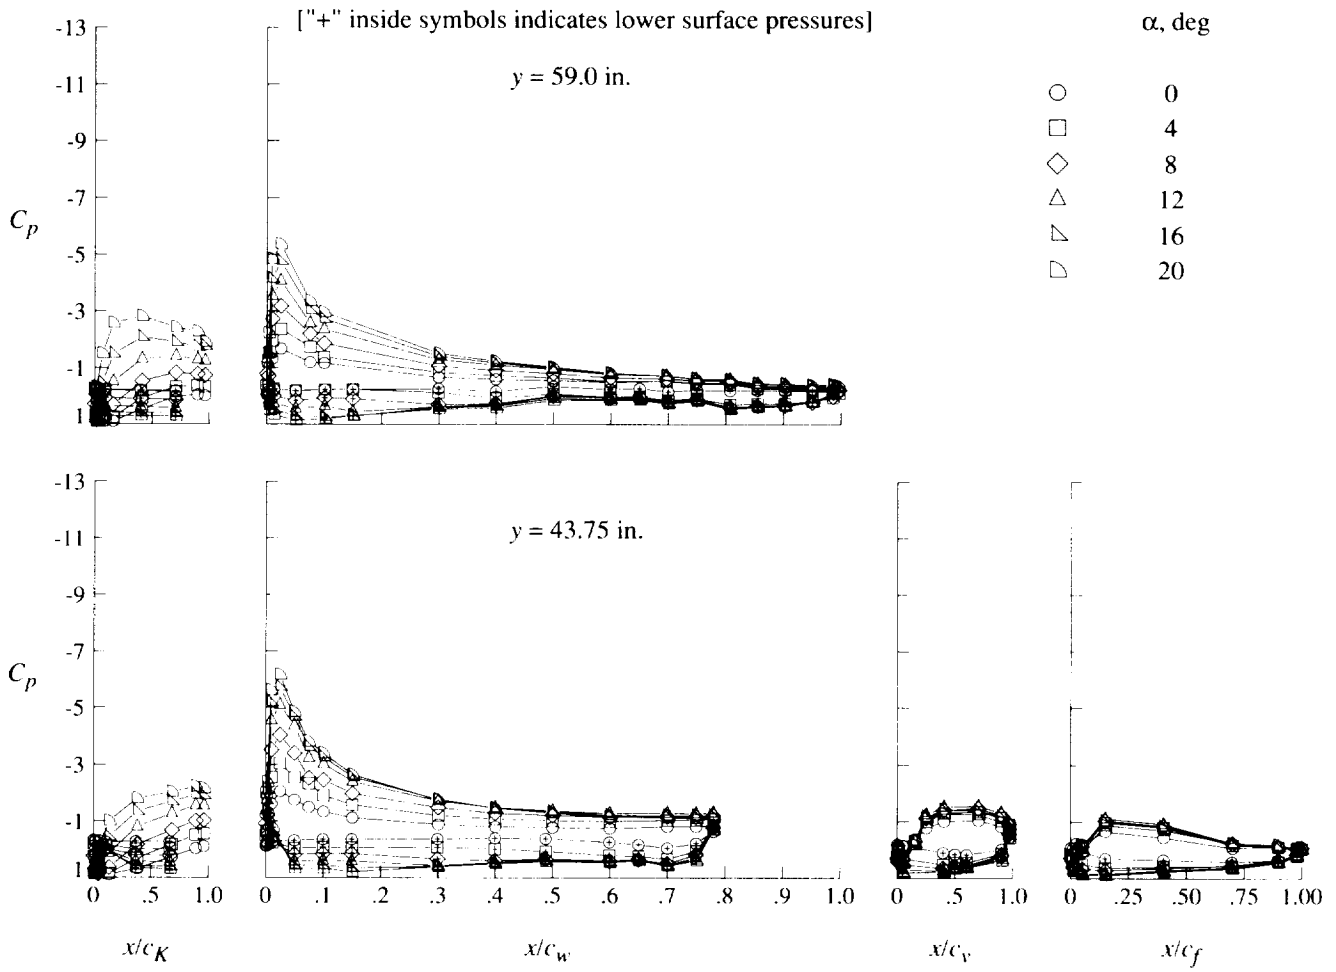 ["+" inside symbols indicates lower surface pressures]
α, deg
0
4
8
12
16
20
y = 59.0 in.
-13
-11
-9
-7
-5
-3
-1
1
C_p
y = 43.75 in.
-13
-11
-9
-7
-5
-3
-1
1
C_p
0 .5 1.0
0 .1 .2 .3 .4 .5 .6 .7 .8 .9 1.0
0 .5 1.0
0 .25 .50 .75 1.00
x/c_K
x/c_w
x/c_v
x/c_f